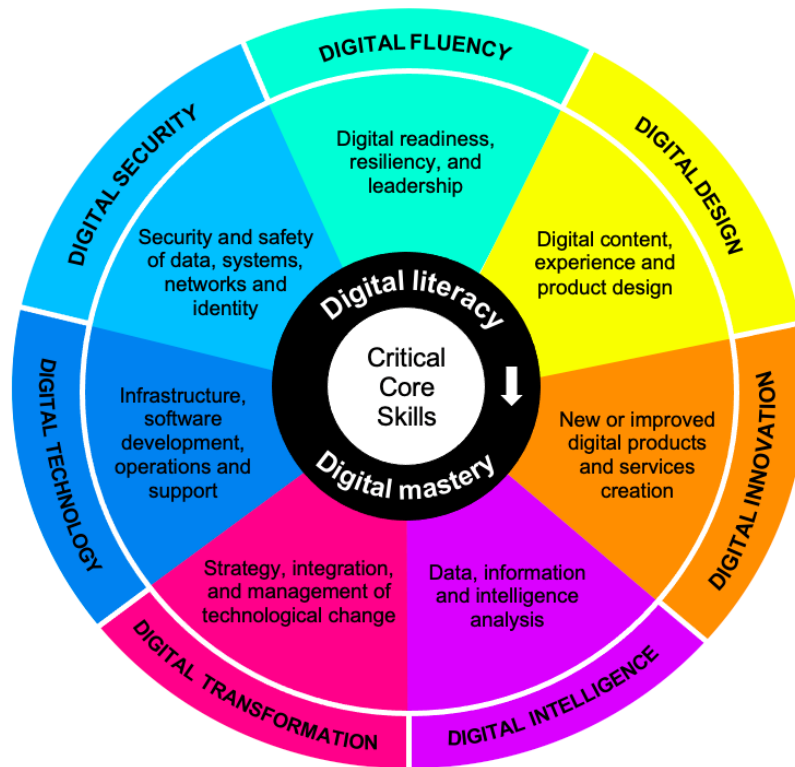 DIGITAL FLUENCY
Digital readiness,
resiliency, and
leadership
DIGITAL DESIGN
Digital content,
experience and
product design
DIGITAL INNOVATION
New or improved
digital products
and services
creation
DIGITAL INTELLIGENCE
Data, information
and intelligence
analysis
DIGITAL TRANSFORMATION
Strategy, integration,
and management of
technological change
DIGITAL TECHNOLOGY
Infrastructure,
software
development,
operations and
support
DIGITAL SECURITY
Security and safety
of data, systems,
networks and
identity
Digital literacy
Critical
Core
Skills
Digital mastery